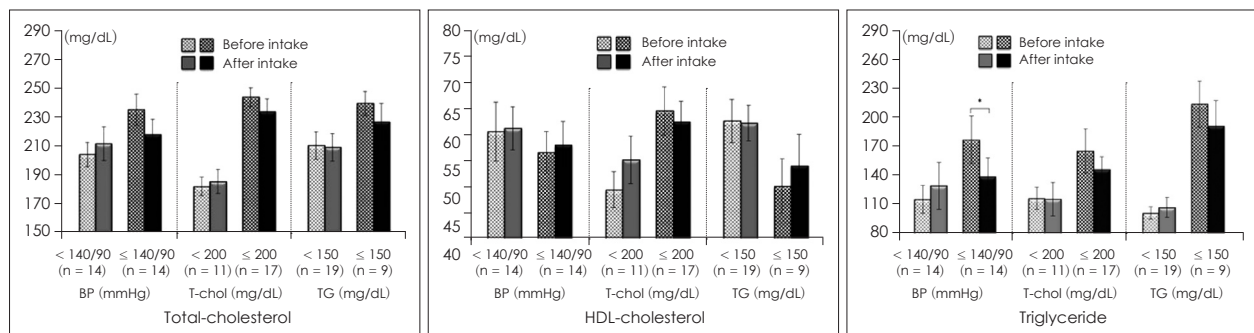 290
(mg/dL)
270
250
230
210
190
170
150
Before intake
After intake
< 140/90 ≤ 140/90 < 200 ≤ 200 < 150 ≤ 150
(n = 14) (n = 14) (n = 11) (n = 17) (n = 19) (n = 9)
BP (mmHg) T-chol (mg/dL) TG (mg/dL)
Total-cholesterol
80
(mg/dL)
75
70
65
60
55
50
45
40
Before intake
After intake
< 140/90 ≤ 140/90 < 200 ≤ 200 < 150 ≤ 150
(n = 14) (n = 14) (n = 11) (n = 17) (n = 19) (n = 9)
BP (mmHg) T-chol (mg/dL) TG (mg/dL)
HDL-cholesterol
290
(mg/dL)
260
230
200
170
140
110
80
Before intake
After intake
*
< 140/90 ≤ 140/90 < 200 ≤ 200 < 150 ≤ 150
(n = 14) (n = 14) (n = 11) (n = 17) (n = 19) (n = 9)
BP (mmHg) T-chol (mg/dL) TG (mg/dL)
Triglyceride